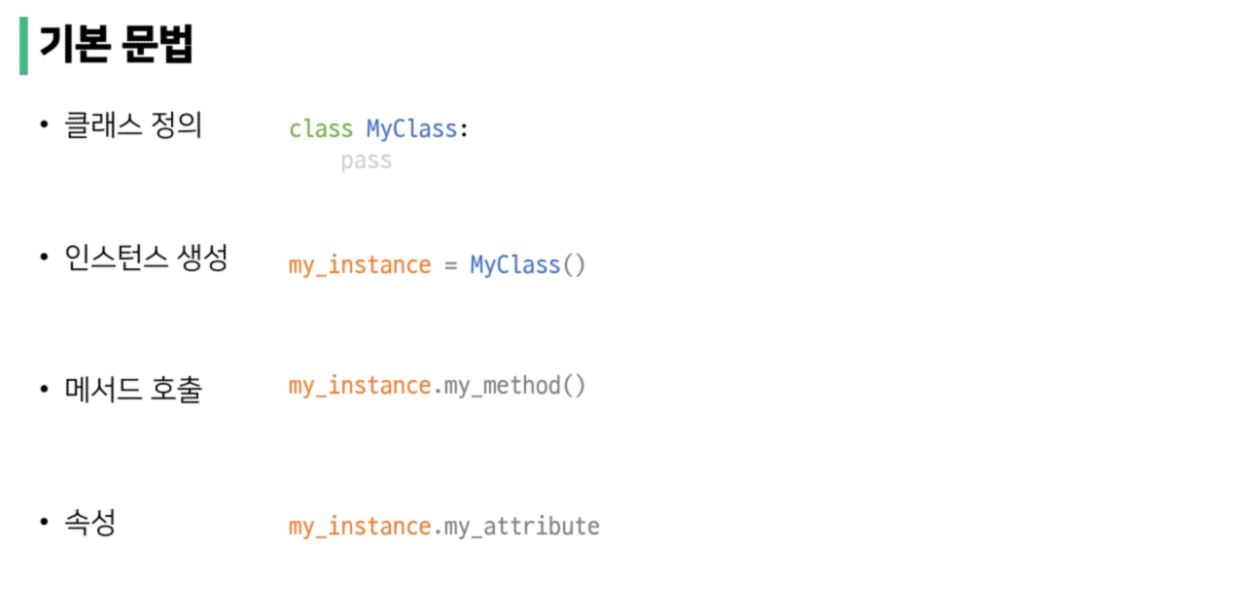 기본 문법
• 클래스 정의
class MyClass:
    pass
• 인스턴스 생성
my_instance = MyClass()
• 메서드 호출
my_instance.my_method()
• 속성
my_instance.my_attribute